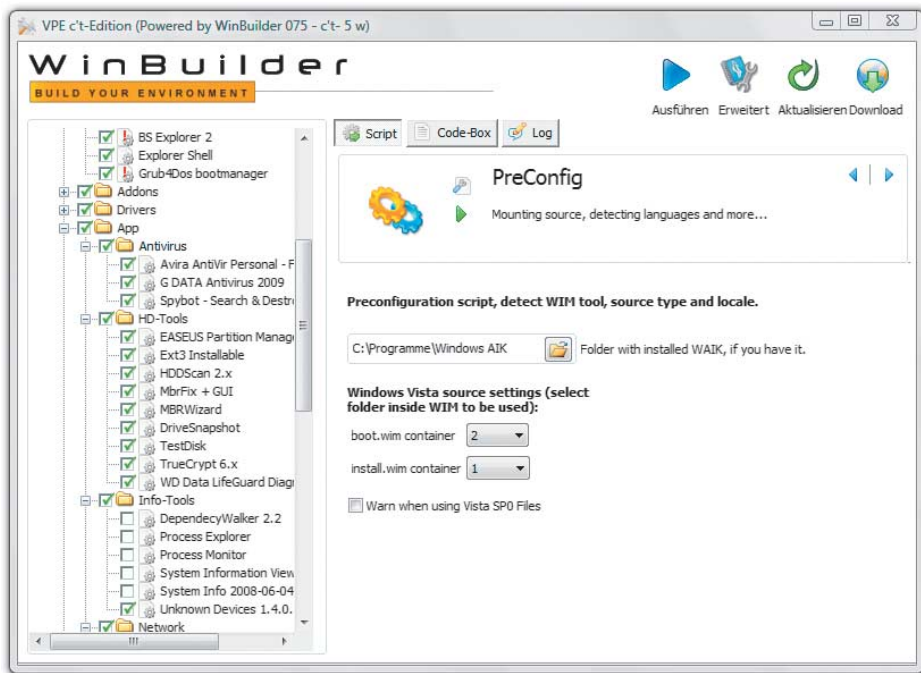 VPE c't-Edition (Powered by WinBuilder 075 - c't- 5 w)
WinBuilder
BUILD YOUR ENVIRONMENT
Ausführen Erweitert Aktualisieren Download
BS Explorer 2
Explorer Shell
Grub4Dos bootmanager
Addons
Drivers
App
Antivirus
Avira AntiVir Personal - F
G DATA Antivirus 2009
Spybot - Search & Destr
HD-Tools
EASEUS Partition Manag
Ext3 Installable
HDDScan 2.x
MbrFix + GUI
MBRWizard
DriveSnapshot
TestDisk
TrueCrypt 6.x
WD Data LifeGuard Diag
Info-Tools
DependecyWalker 2.2
Process Explorer
Process Monitor
System Information View
System Info 2008-06-04
Unknown Devices 1.4.0.
Network
Script Code-Box Log
PreConfig
Mounting source, detecting languages and more...
Preconfiguration script, detect WIM tool, source type and locale.
C:\Programme\Windows AIK Folder with installed WAIK, if you have it.
Windows Vista source settings (select
folder inside WIM to be used):
boot.wim container 2
install.wim container 1
Warn when using Vista SP0 Files